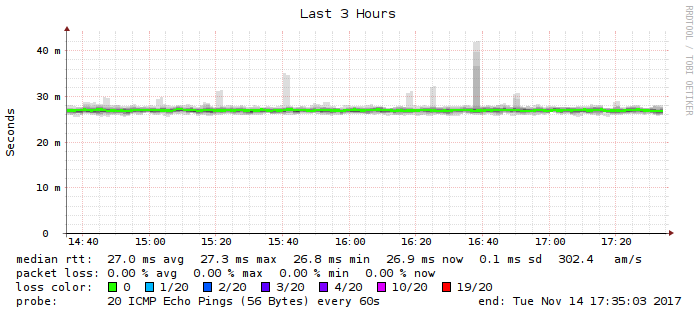 Last 3 Hours
RRDTOOL / TOBI OETIKER
Seconds
40 m
30 m
20 m
10 m
0
14:40 15:00 15:20 15:40 16:00 16:20 16:40 17:00 17:20
median rtt: 27.0 ms avg 27.3 ms max 26.8 ms min 26.9 ms now 0.1 ms sd 302.4 am/s
packet loss: 0.00 % avg 0.00 % max 0.00 % min 0.00 % now
loss color: 0 1/20 2/20 3/20 4/20 10/20 19/20
probe: 20 ICMP Echo Pings (56 Bytes) every 60s end: Tue Nov 14 17:35:03 2017